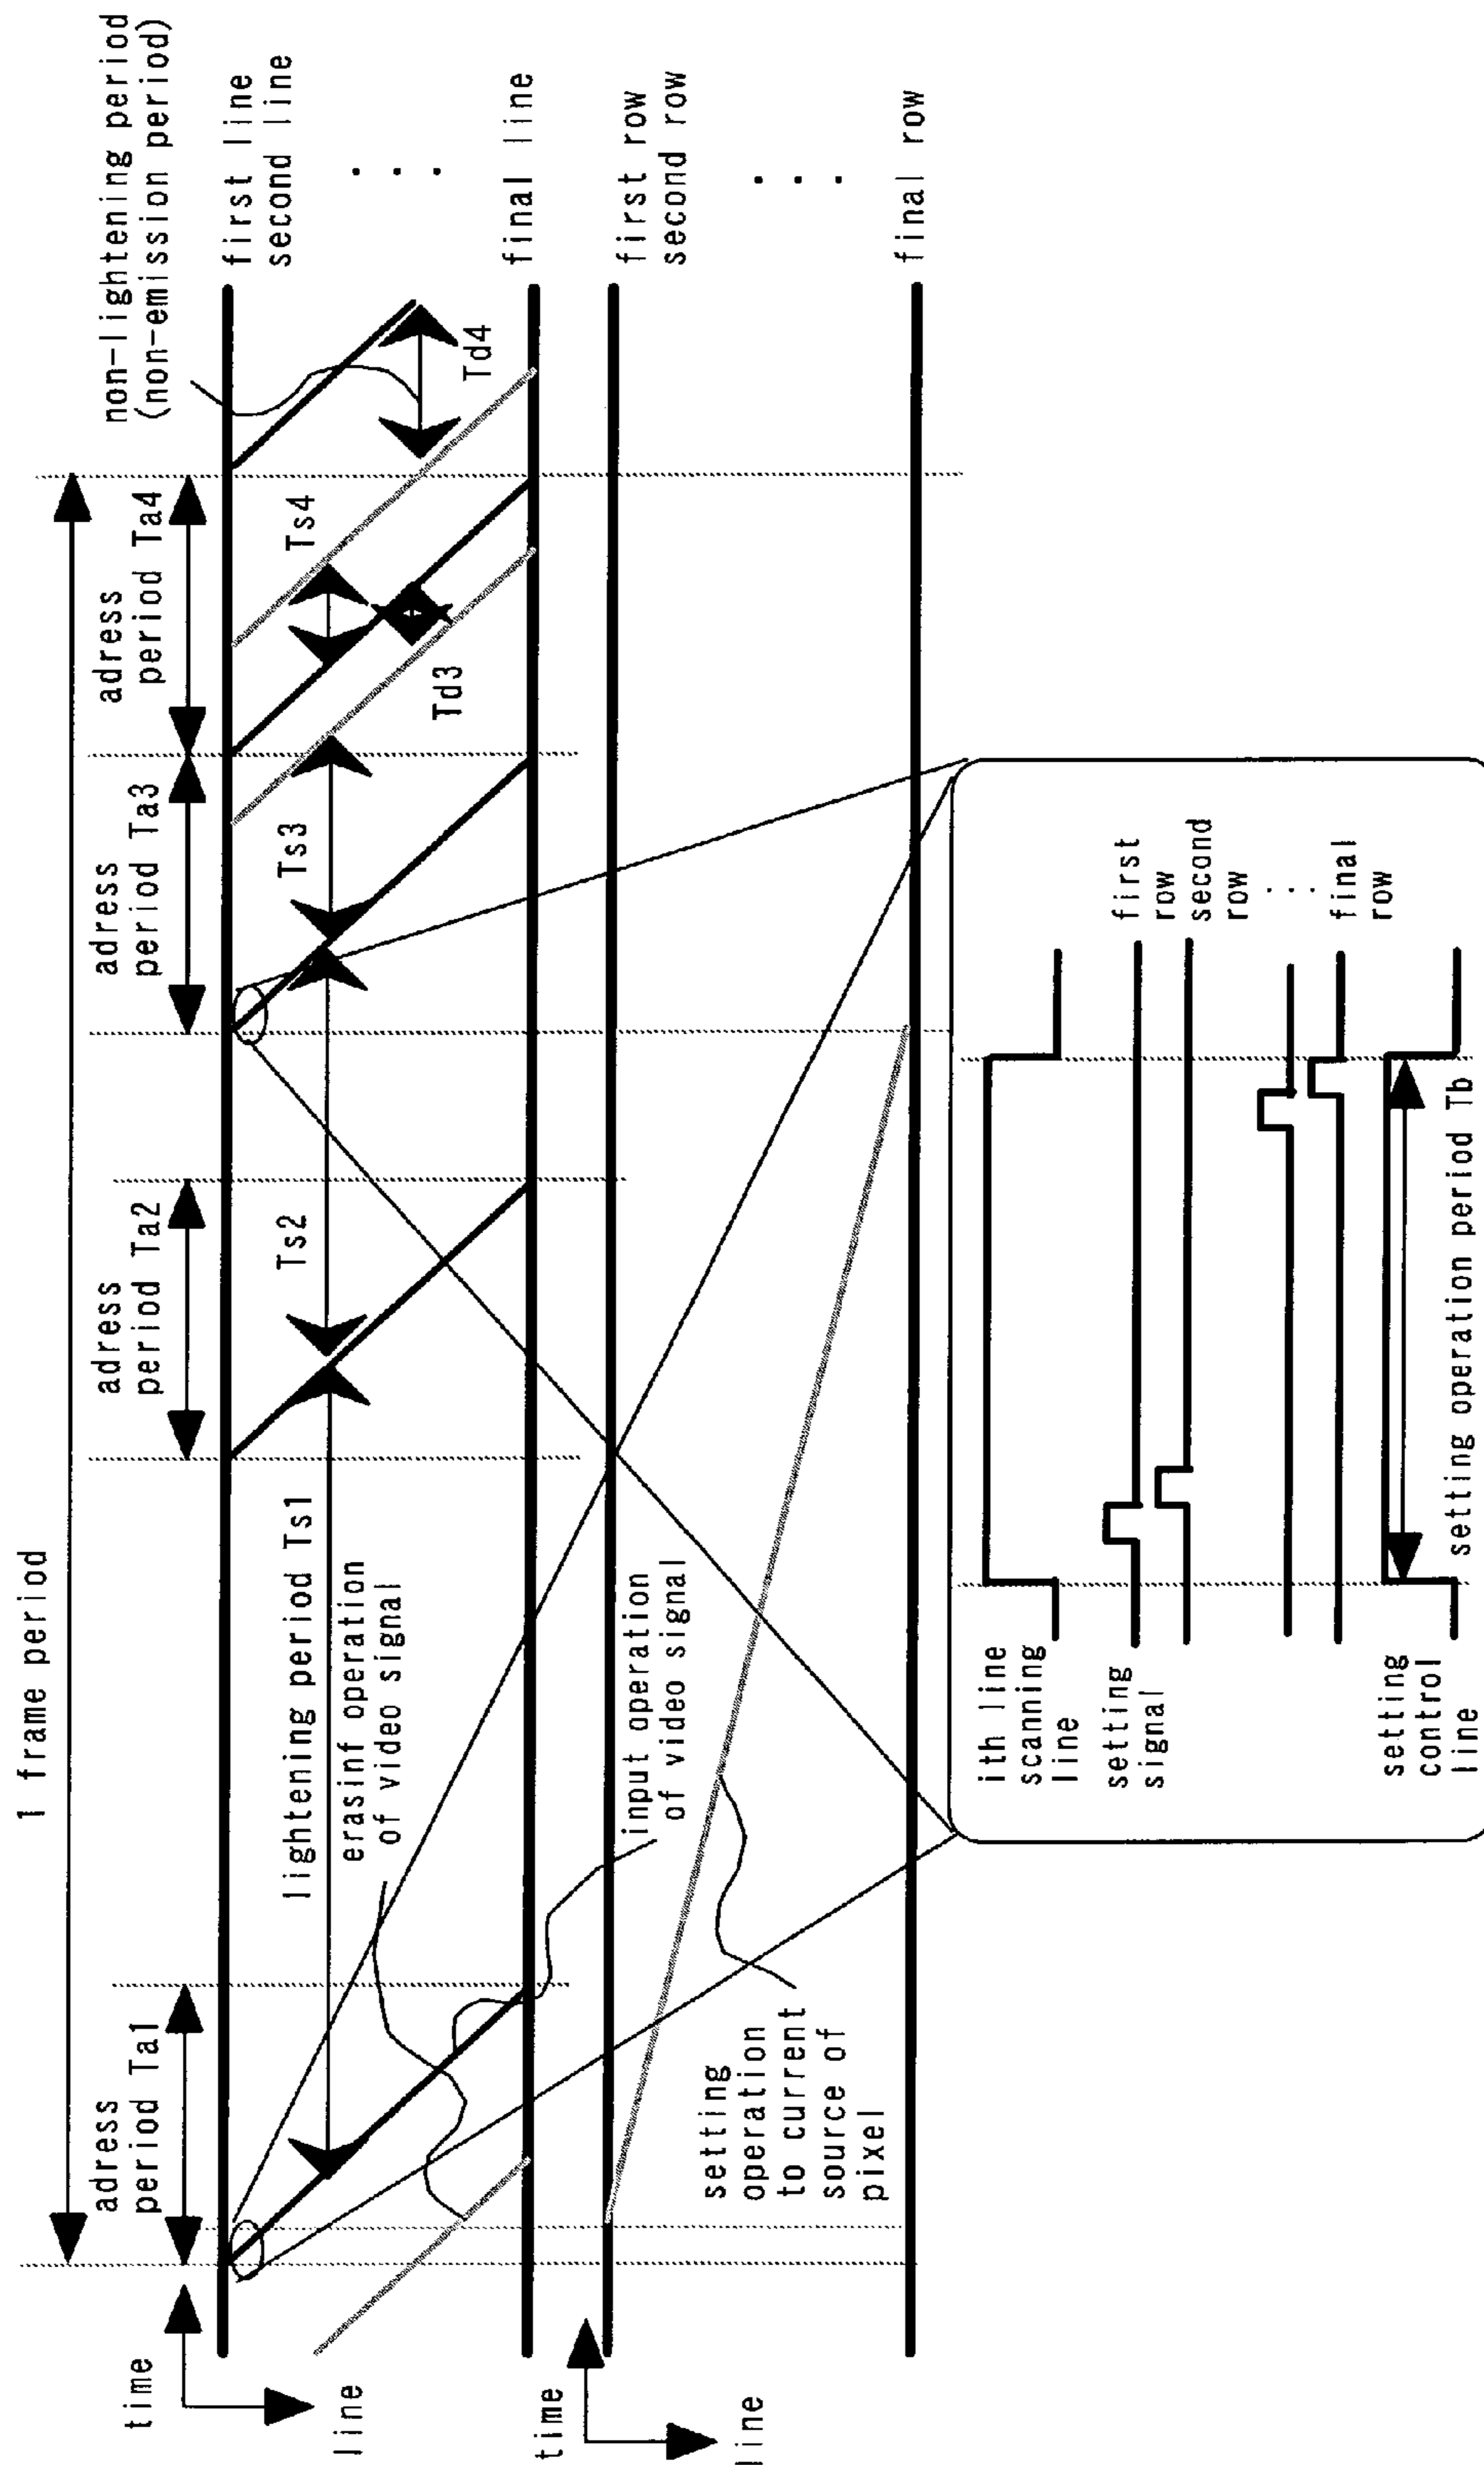 1 frame period
adress
period Ta1
adress
period Ta2
adress
period Ta3
adress
period Ta4
non-lightening period
(non-emission period)
time
line
lightening period Ts1
Ts2
Ts3
Ts4
Td3
Td4
erasinf operation
of video signal
first line
second line
final line
time
line
input operation
of video signal
setting
operation
to current
source of
pixel
first row
second row
final row
ith line
scanning
line
setting
signal
first
row
second
row
final
row
setting
control
line
setting operation period Tb